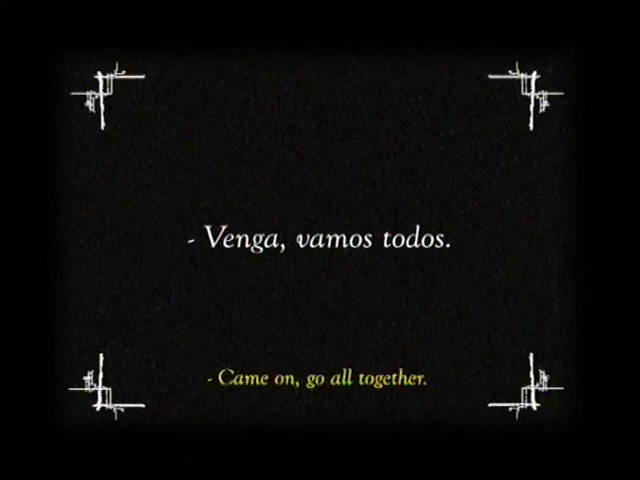 - Venga, vamos todos.
- Came on, go all together.